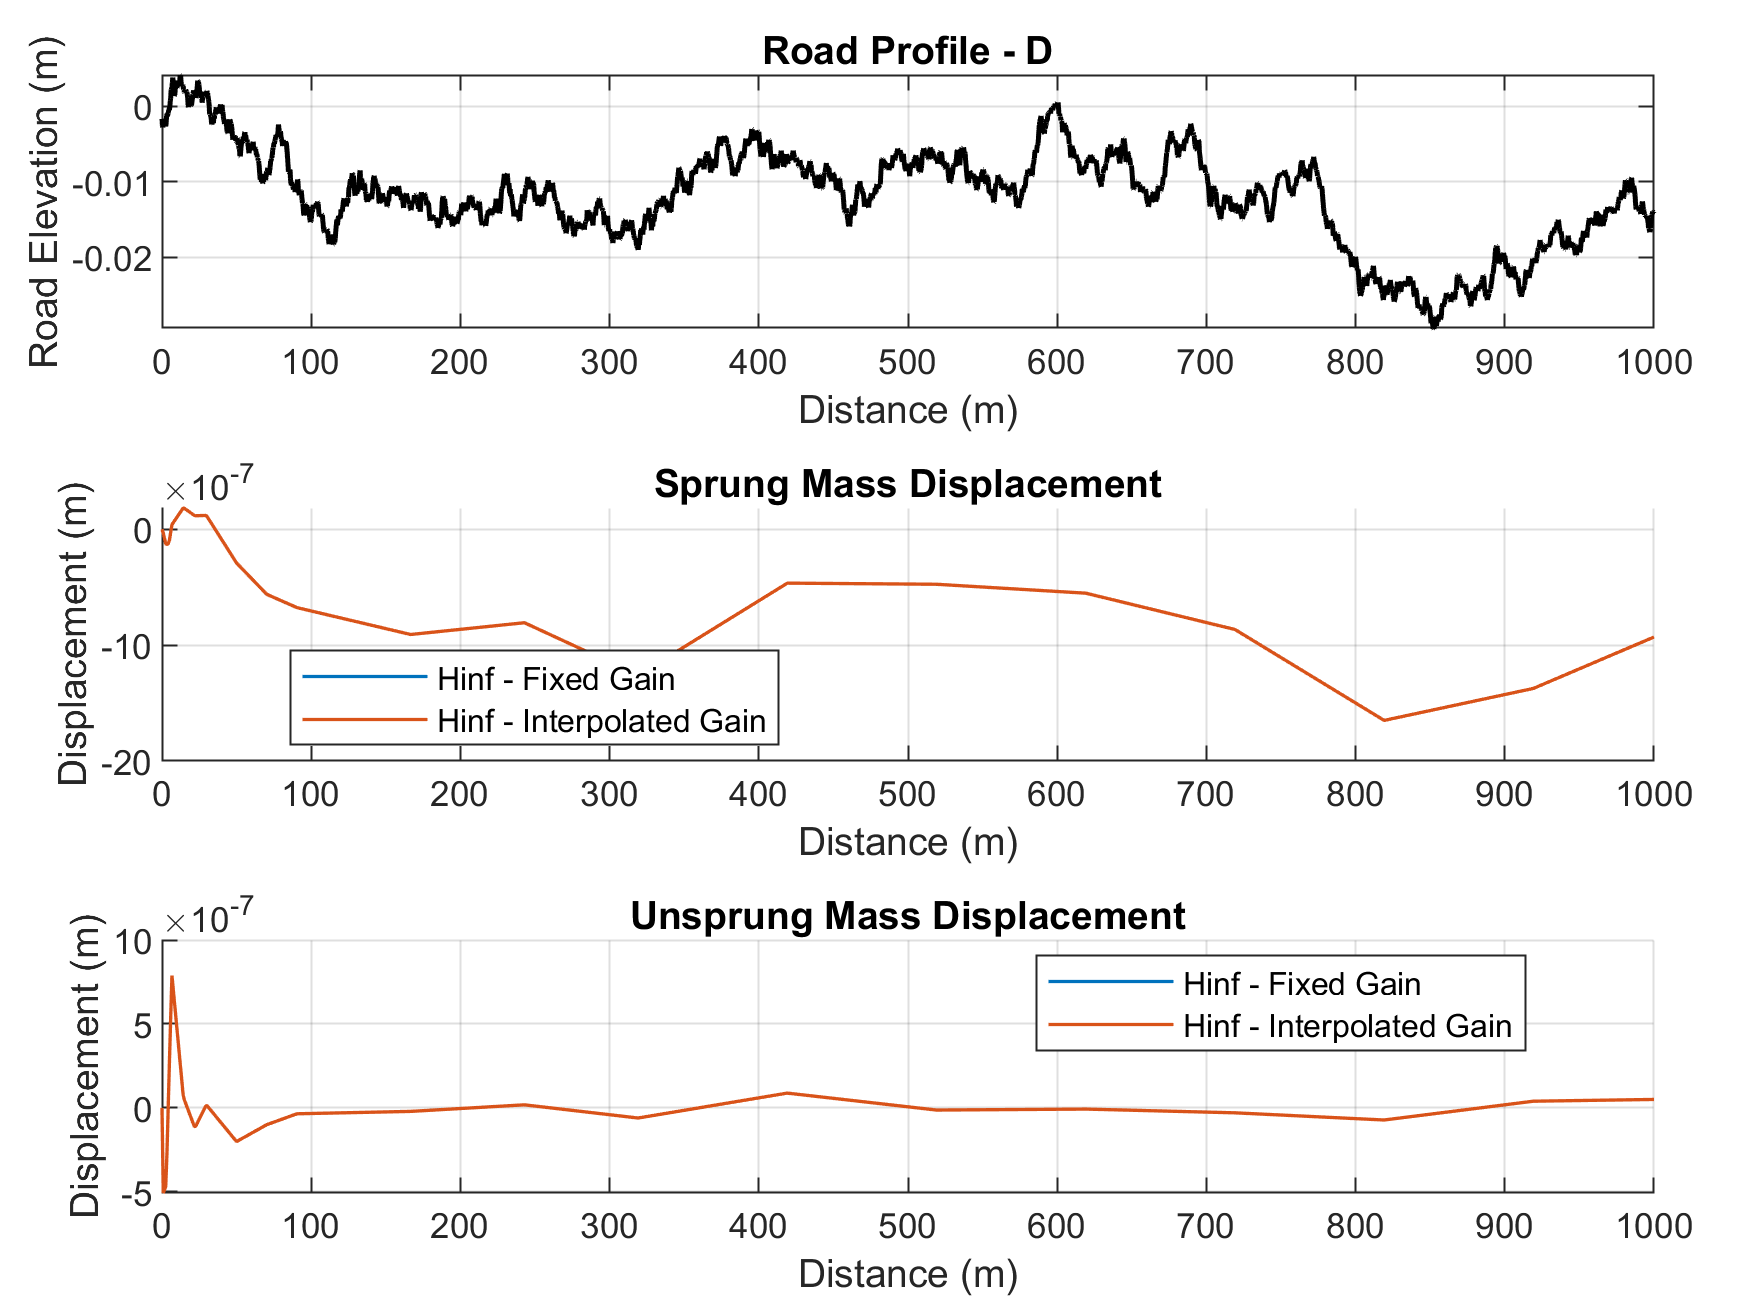 Road Profile - D
Road Elevation (m)
0
-0.01
-0.02
0 100 200 300 400 500 600 700 800 900 1000
Distance (m)
×10^-7
Sprung Mass Displacement
Displacement (m)
0
-10
-20
Hinf - Fixed Gain
Hinf - Interpolated Gain
0 100 200 300 400 500 600 700 800 900 1000
Distance (m)
×10^-7
Unsprung Mass Displacement
Displacement (m)
10
5
0
-5
Hinf - Fixed Gain
Hinf - Interpolated Gain
0 100 200 300 400 500 600 700 800 900 1000
Distance (m)